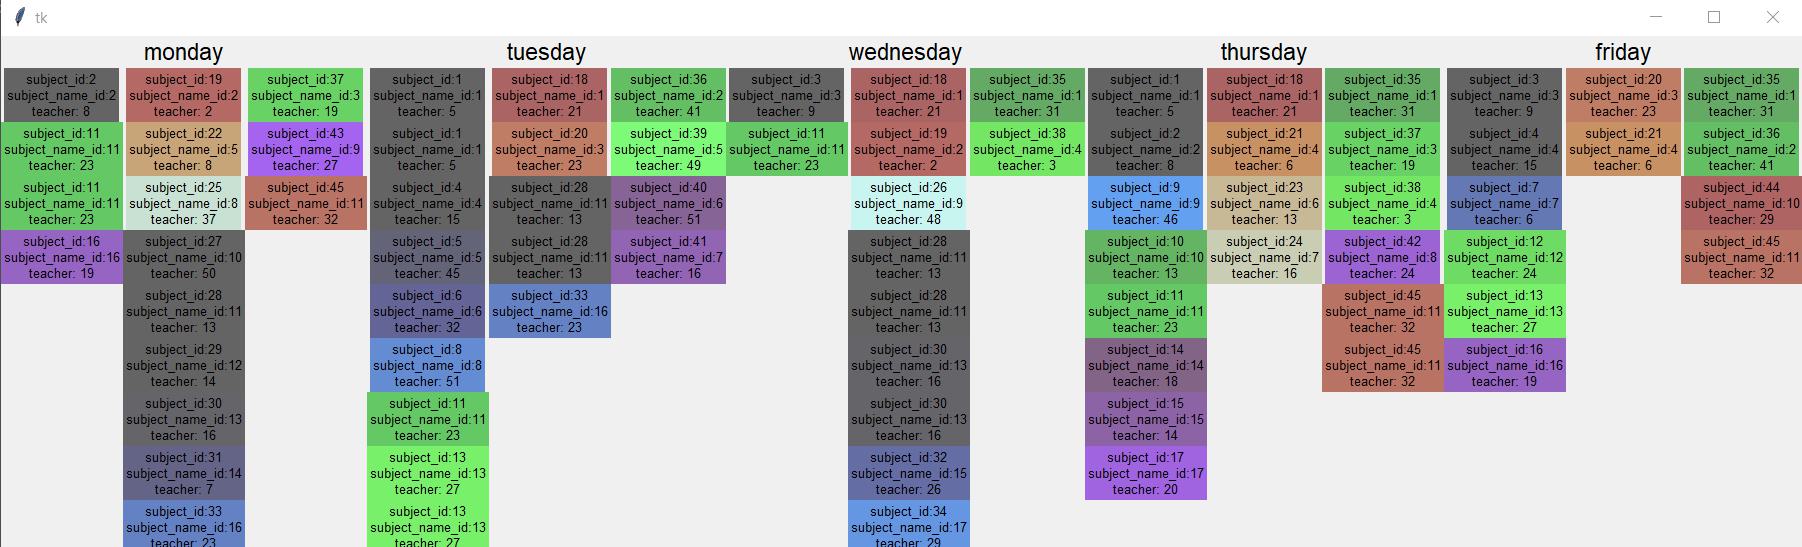 tk
monday
tuesday
wednesday
thursday
friday
subject_id:2
subject_name_id:2
teacher: 8
subject_id:11
subject_name_id:11
teacher: 23
subject_id:11
subject_name_id:11
teacher: 23
subject_id:16
subject_name_id:16
teacher: 19
subject_id:19
subject_name_id:2
teacher: 2
subject_id:22
subject_name_id:5
teacher: 8
subject_id:25
subject_name_id:8
teacher: 37
subject_id:27
subject_name_id:10
teacher: 50
subject_id:28
subject_name_id:11
teacher: 13
subject_id:29
subject_name_id:12
teacher: 14
subject_id:30
subject_name_id:13
teacher: 16
subject_id:31
subject_name_id:14
teacher: 7
subject_id:33
subject_name_id:16
teacher: 23
subject_id:37
subject_name_id:3
teacher: 19
subject_id:43
subject_name_id:9
teacher: 27
subject_id:45
subject_name_id:11
teacher: 32
subject_id:1
subject_name_id:1
teacher: 5
subject_id:1
subject_name_id:1
teacher: 5
subject_id:4
subject_name_id:4
teacher: 15
subject_id:5
subject_name_id:5
teacher: 45
subject_id:6
subject_name_id:6
teacher: 32
subject_id:8
subject_name_id:8
teacher: 51
subject_id:11
subject_name_id:11
teacher: 23
subject_id:13
subject_name_id:13
teacher: 27
subject_id:13
subject_name_id:13
teacher: 27
subject_id:18
subject_name_id:1
teacher: 21
subject_id:20
subject_name_id:3
teacher: 23
subject_id:28
subject_name_id:11
teacher: 13
subject_id:28
subject_name_id:11
teacher: 13
subject_id:33
subject_name_id:16
teacher: 23
subject_id:36
subject_name_id:2
teacher: 41
subject_id:39
subject_name_id:5
teacher: 49
subject_id:40
subject_name_id:6
teacher: 51
subject_id:41
subject_name_id:7
teacher: 16
subject_id:3
subject_name_id:3
teacher: 9
subject_id:11
subject_name_id:11
teacher: 23
subject_id:18
subject_name_id:1
teacher: 21
subject_id:19
subject_name_id:2
teacher: 2
subject_id:26
subject_name_id:9
teacher: 48
subject_id:28
subject_name_id:11
teacher: 13
subject_id:28
subject_name_id:11
teacher: 13
subject_id:30
subject_name_id:13
teacher: 16
subject_id:30
subject_name_id:13
teacher: 16
subject_id:32
subject_name_id:15
teacher: 26
subject_id:34
subject_name_id:17
teacher: 29
subject_id:35
subject_name_id:1
teacher: 31
subject_id:38
subject_name_id:4
teacher: 3
subject_id:1
subject_name_id:1
teacher: 5
subject_id:2
subject_name_id:2
teacher: 8
subject_id:9
subject_name_id:9
teacher: 46
subject_id:10
subject_name_id:10
teacher: 13
subject_id:11
subject_name_id:11
teacher: 23
subject_id:14
subject_name_id:14
teacher: 18
subject_id:15
subject_name_id:15
teacher: 14
subject_id:17
subject_name_id:17
teacher: 20
subject_id:18
subject_name_id:1
teacher: 21
subject_id:21
subject_name_id:4
teacher: 6
subject_id:23
subject_name_id:6
teacher: 13
subject_id:24
subject_name_id:7
teacher: 16
subject_id:35
subject_name_id:1
teacher: 31
subject_id:37
subject_name_id:3
teacher: 19
subject_id:38
subject_name_id:4
teacher: 3
subject_id:42
subject_name_id:8
teacher: 24
subject_id:45
subject_name_id:11
teacher: 32
subject_id:45
subject_name_id:11
teacher: 32
subject_id:3
subject_name_id:3
teacher: 9
subject_id:4
subject_name_id:4
teacher: 15
subject_id:7
subject_name_id:7
teacher: 6
subject_id:12
subject_name_id:12
teacher: 24
subject_id:13
subject_name_id:13
teacher: 27
subject_id:16
subject_name_id:16
teacher: 19
subject_id:20
subject_name_id:3
teacher: 23
subject_id:21
subject_name_id:4
teacher: 6
subject_id:35
subject_name_id:1
teacher: 31
subject_id:36
subject_name_id:2
teacher: 41
subject_id:44
subject_name_id:10
teacher: 29
subject_id:45
subject_name_id:11
teacher: 32